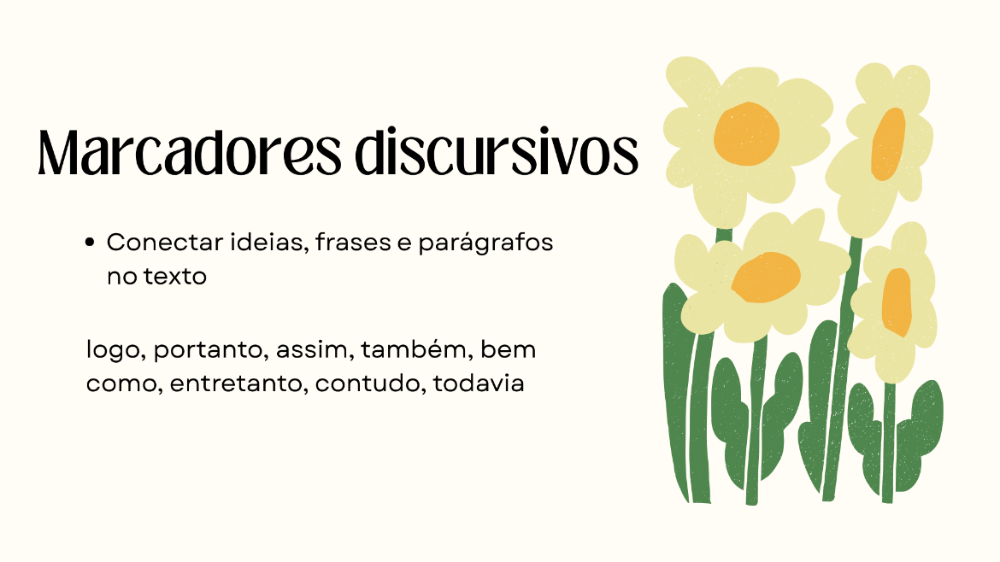 Marcadores discursivos
• Conectar ideias, frases e parágrafos
no texto
logo, portanto, assim, também, bem
como, entretanto, contudo, todavia